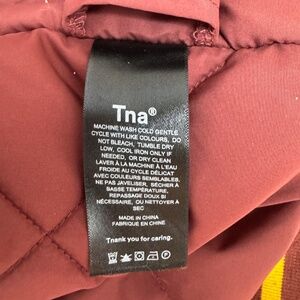 Tna®
MACHINE WASH COLD GENTLE
CYCLE WITH LIKE COLOURS, DO
NOT BLEACH, TUMBLE DRY
LOW, COOL IRON ONLY IF
NEEDED, OR DRY CLEAN
LAVER À LA MACHINE À L'EAU
FROIDE AU CYCLE DÉLICAT
AVEC COULEURS SEMBLABLES,
NE PAS JAVELISER, SÉCHER À
BASSE TEMPÉRATURE,
REPASSAGE DOUX SI
NÉCESSAIRE, OU NETTOYER À
SEC
MADE IN CHINA
FABRIQUÉ EN CHINE
Thank you for caring.